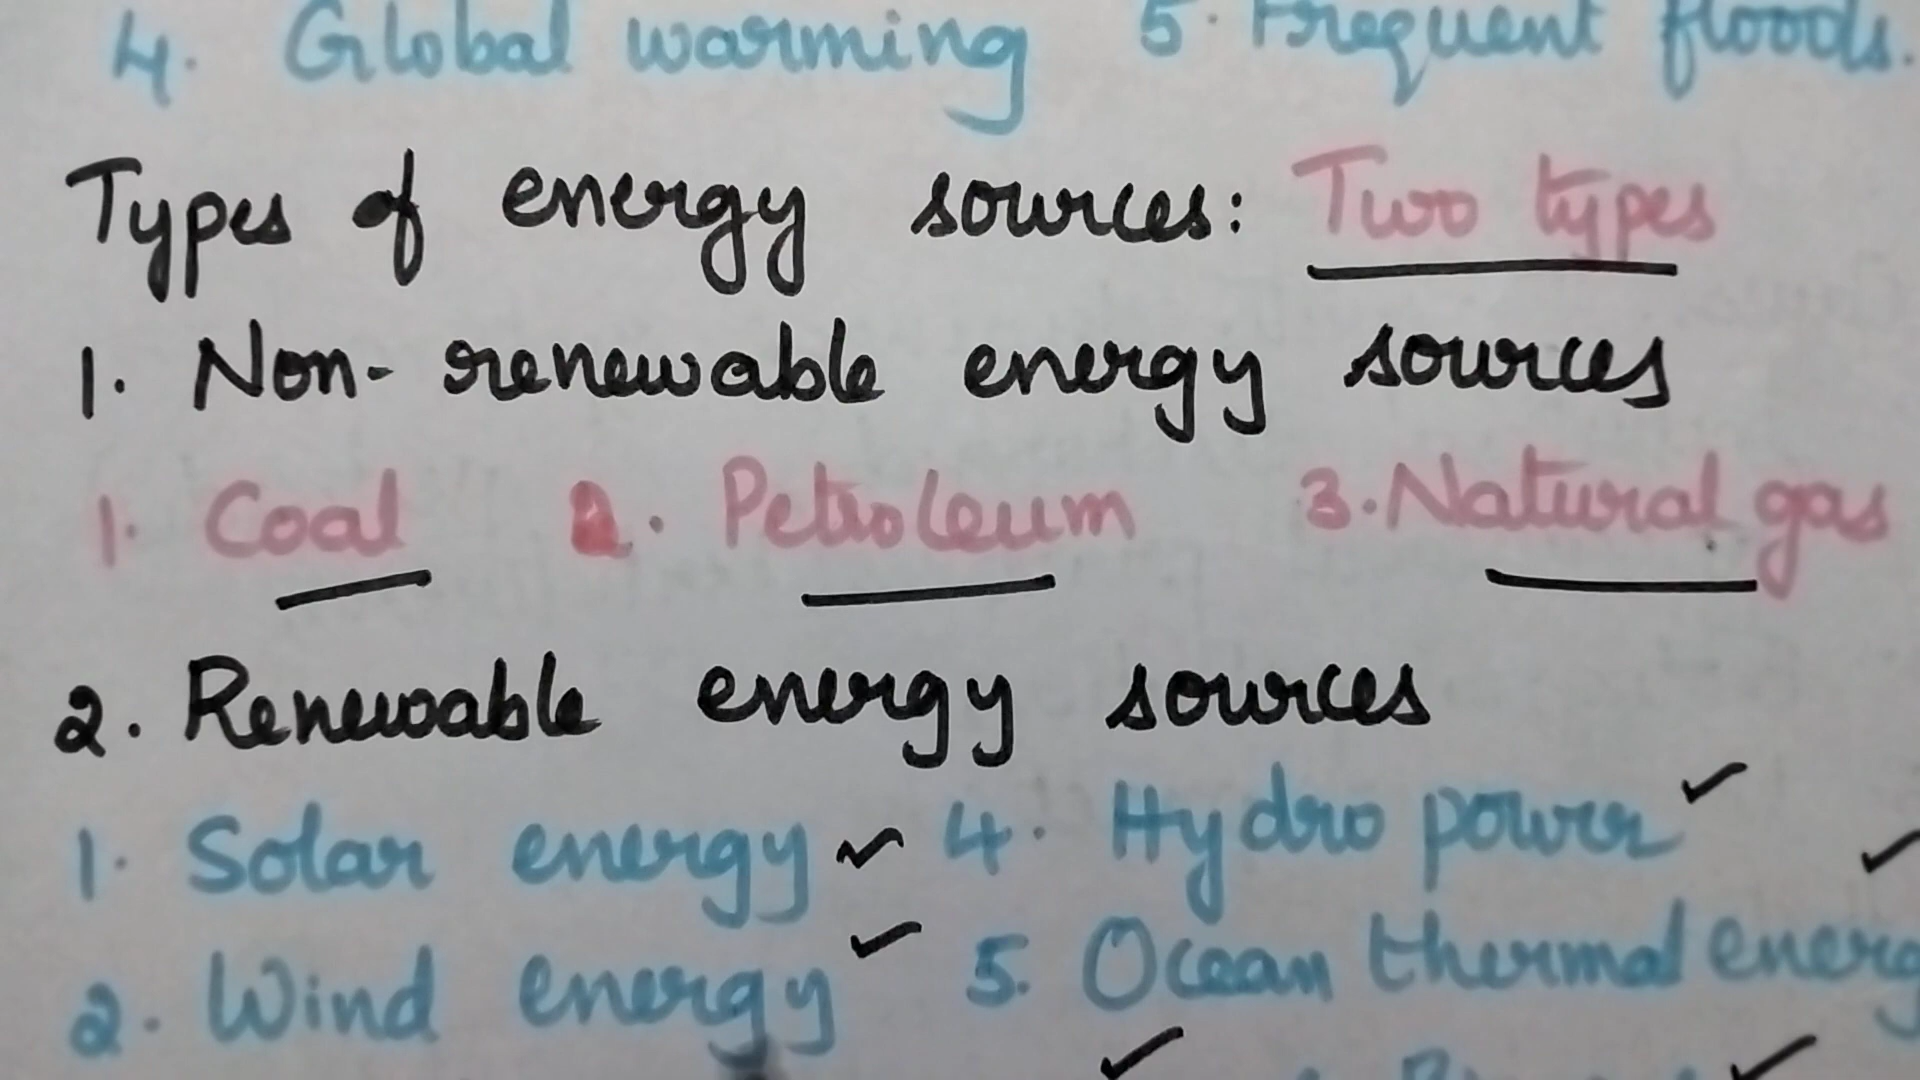 4. Global warming 5. Frequent floods.
Types of energy sources: Two types
1. Non-renewable energy sources
1. Coal 2. Petroleum 3. Natural gas
2. Renewable energy sources
1. Solar energy 4. Hydro power
2. Wind energy 5. Ocean thermal energ